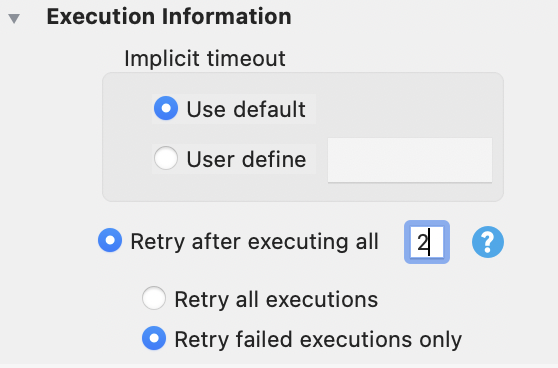 Execution Information
Implicit timeout
Use default
User define
Retry after executing all 2 ?
Retry all executions
Retry failed executions only